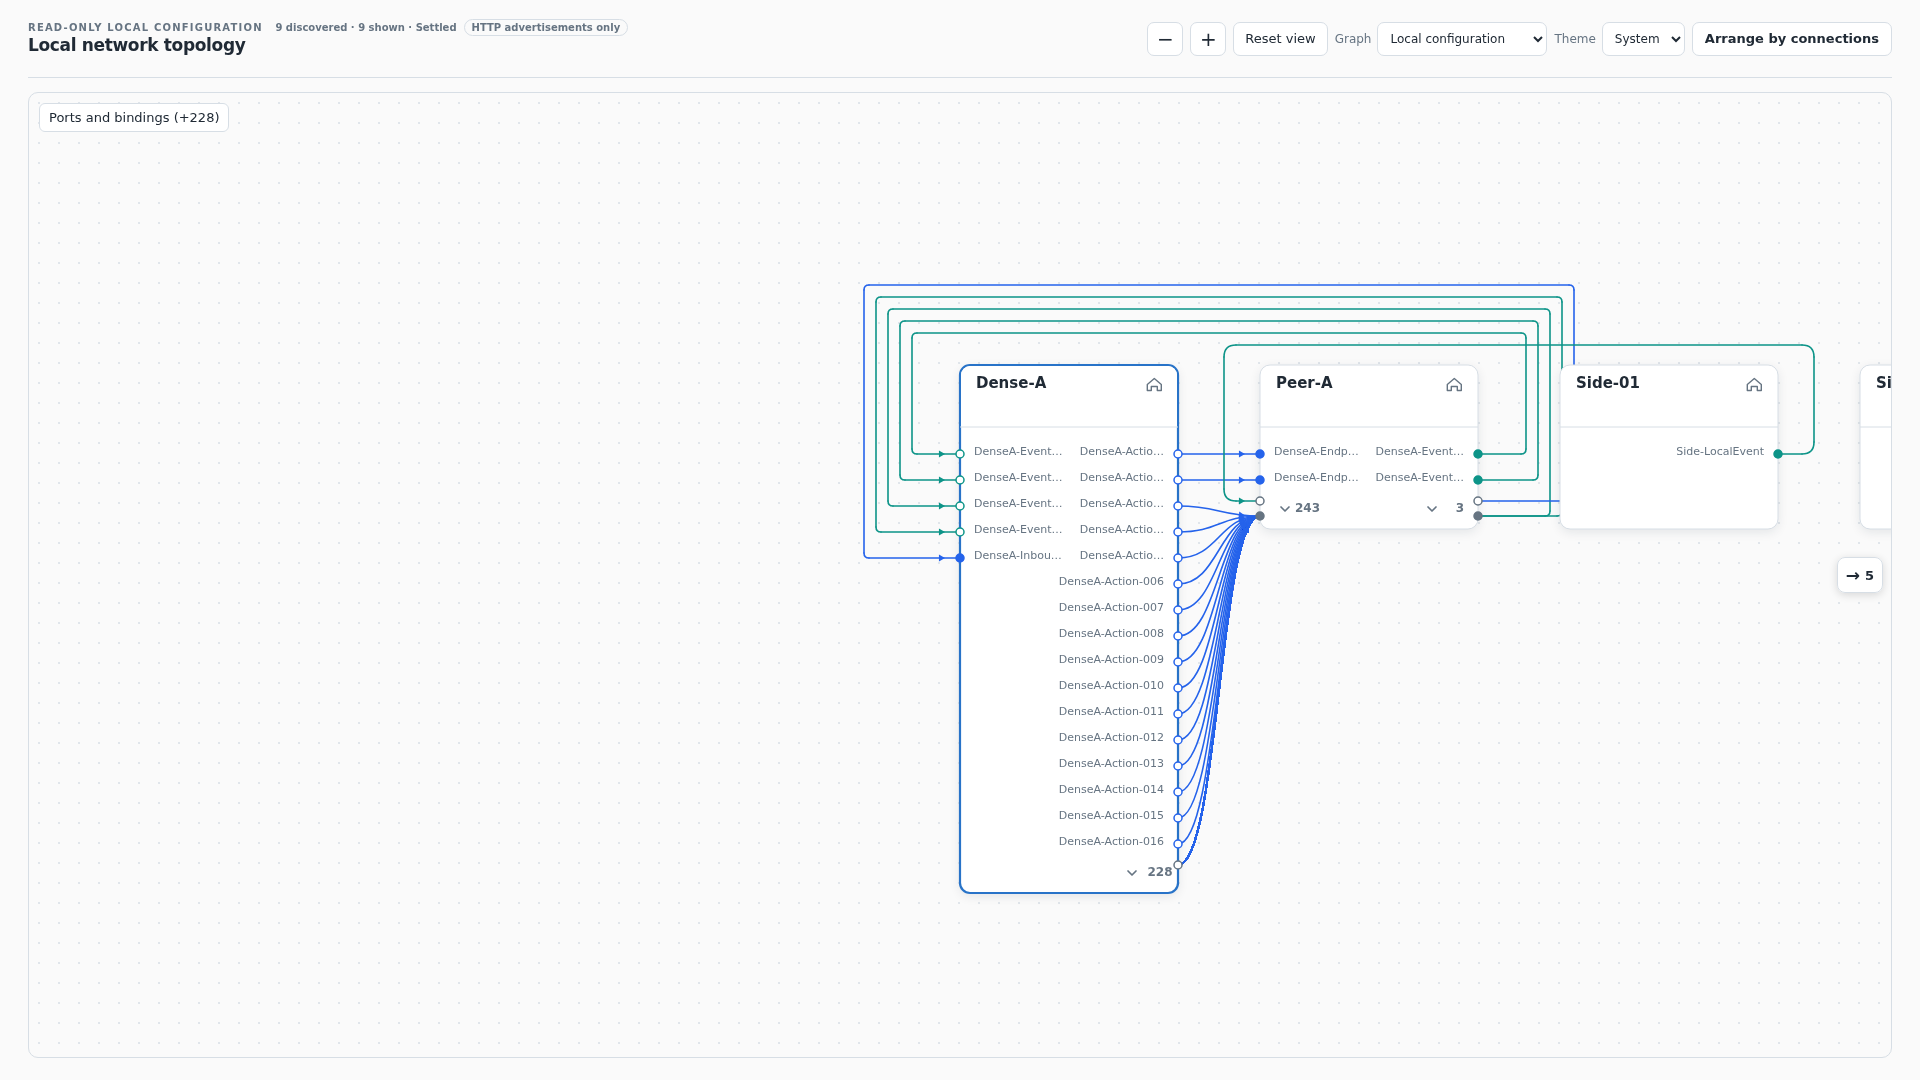 READ-ONLY LOCAL CONFIGURATION 9 discovered · 9 shown · Settled HTTP advertisements only
Local network topology
− + Reset view Graph Local configuration Theme System Arrange by connections
Ports and bindings (+228)
Dense-A
DenseA-Event… DenseA-Actio…
DenseA-Event… DenseA-Actio…
DenseA-Event… DenseA-Actio…
DenseA-Event… DenseA-Actio…
DenseA-Inbou… DenseA-Actio…
DenseA-Action-006
DenseA-Action-007
DenseA-Action-008
DenseA-Action-009
DenseA-Action-010
DenseA-Action-011
DenseA-Action-012
DenseA-Action-013
DenseA-Action-014
DenseA-Action-015
DenseA-Action-016
228
Peer-A
DenseA-Endp… DenseA-Event…
DenseA-Endp… DenseA-Event…
243 3
Side-01
Side-LocalEvent
Si
→ 5